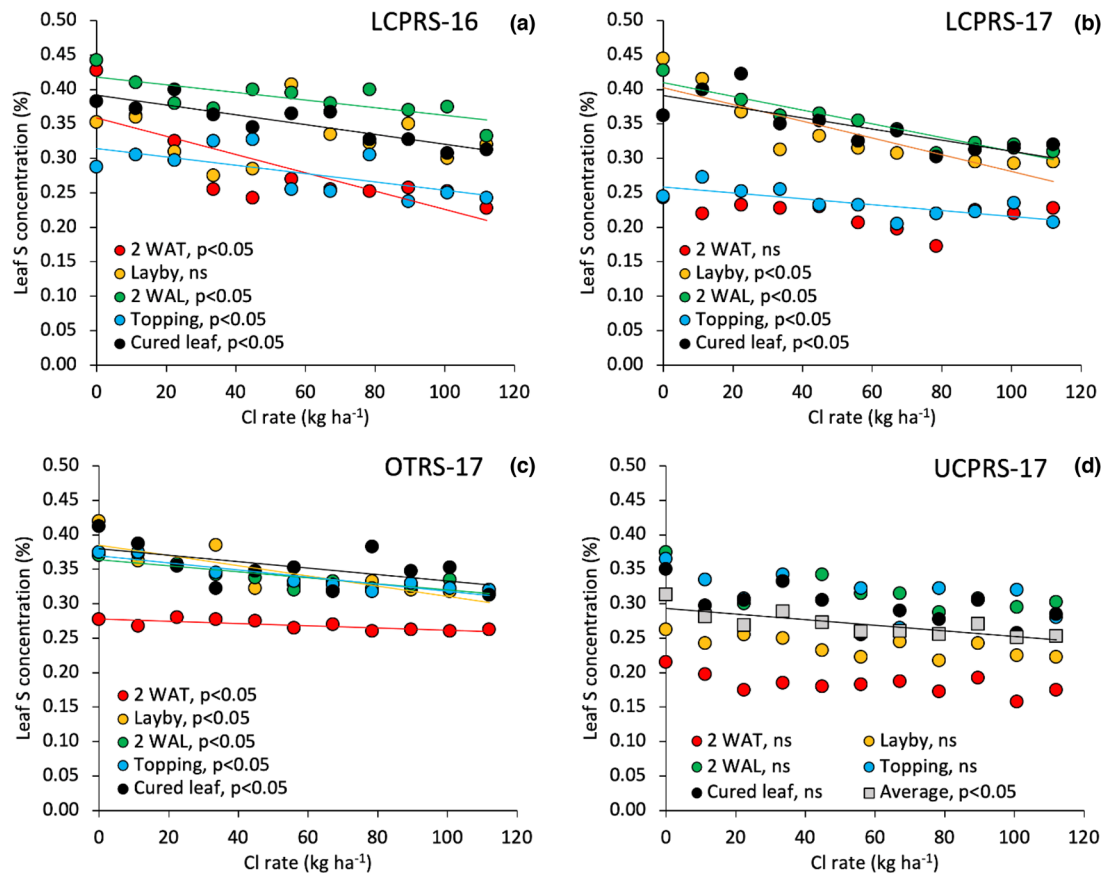 LCPRS-16 (a)
Leaf S concentration (%)
0.50
0.45
0.40
0.35
0.30
0.25
0.20
0.15
0.10
0.05
0.00
2 WAT, p<0.05
Layby, ns
2 WAL, p<0.05
Topping, p<0.05
Cured leaf, p<0.05
0 20 40 60 80 100 120
Cl rate (kg ha⁻¹)
LCPRS-17 (b)
Leaf S concentration (%)
0.50
0.45
0.40
0.35
0.30
0.25
0.20
0.15
0.10
0.05
0.00
2 WAT, ns
Layby, p<0.05
2 WAL, p<0.05
Topping, p<0.05
Cured leaf, p<0.05
0 20 40 60 80 100 120
Cl rate (kg ha⁻¹)
OTRS-17 (c)
Leaf S concentration (%)
0.50
0.45
0.40
0.35
0.30
0.25
0.20
0.15
0.10
0.05
0.00
2 WAT, p<0.05
Layby, p<0.05
2 WAL, p<0.05
Topping, p<0.05
Cured leaf, p<0.05
0 20 40 60 80 100 120
Cl rate (kg ha⁻¹)
UCPRS-17 (d)
Leaf S concentration (%)
0.50
0.45
0.40
0.35
0.30
0.25
0.20
0.15
0.10
0.05
0.00
2 WAT, ns Layby, ns
2 WAL, ns Topping, ns
Cured leaf, ns Average, p<0.05
0 20 40 60 80 100 120
Cl rate (kg ha⁻¹)